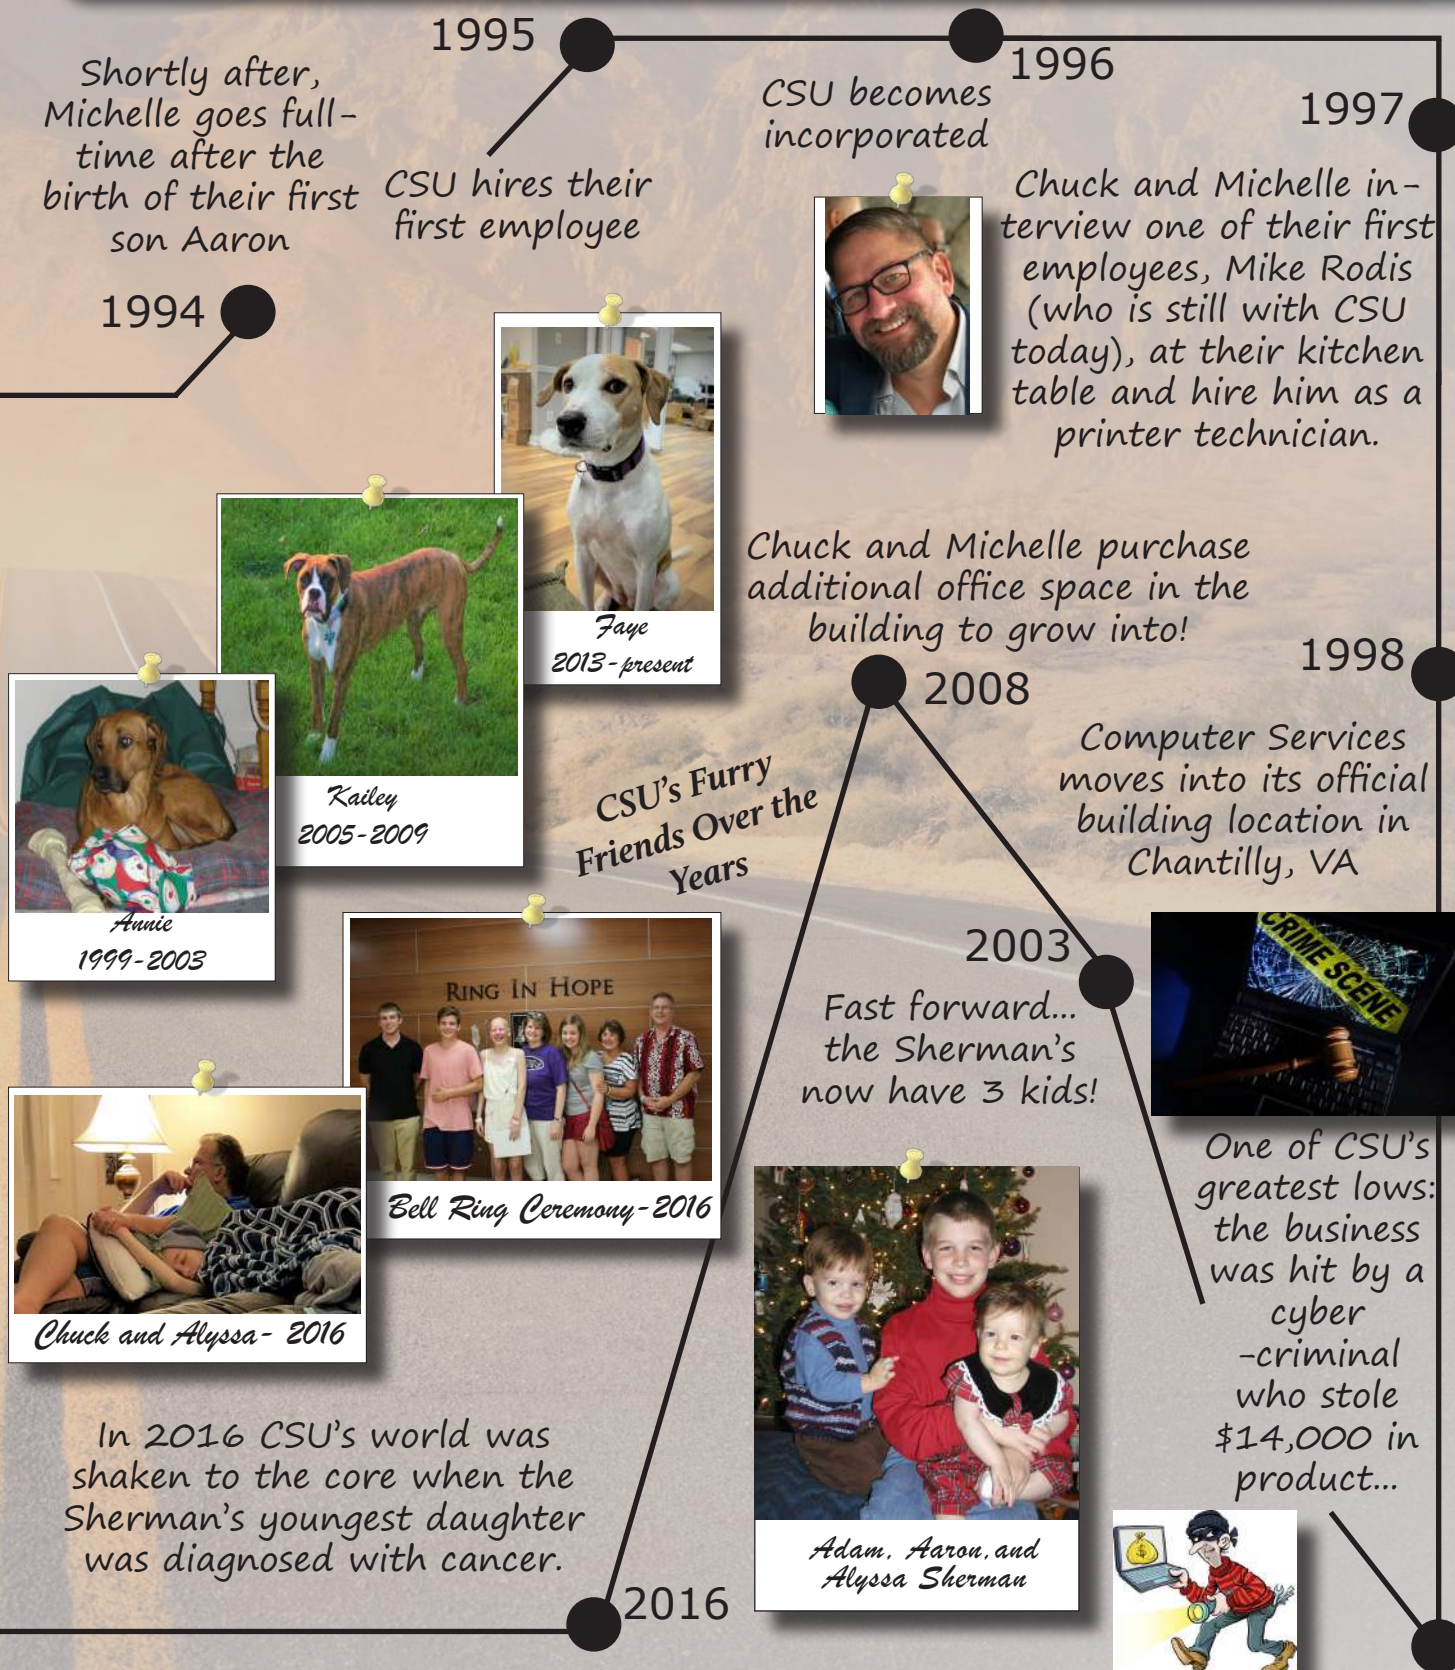 1995
1996
1997
Shortly after,
Michelle goes full-
time after the
birth of their first
son Aaron
1994
CSU hires their
first employee
CSU becomes
incorporated
Chuck and Michelle in-
terview one of their first
employees, Mike Rodis
(who is still with CSU
today), at their kitchen
table and hire him as a
printer technician.
Faye
2013-present
Kailey
2005-2009
Annie
1999-2003
CSU's Furry
Friends Over the
Years
Chuck and Michelle purchase
additional office space in the
building to grow into!
2008
1998
Computer Services
moves into its official
building location in
Chantilly, VA
2003
Fast forward...
the Sherman's
now have 3 kids!
CRIME SCENE
One of CSU's
greatest lows:
the business
was hit by a
cyber
-criminal
who stole
$14,000 in
product...
$
RING IN HOPE
Bell Ring Ceremony-2016
Chuck and Alyssa- 2016
Adam, Aaron,and
Alyssa Sherman
In 2016 CSU's world was
shaken to the core when the
Sherman's youngest daughter
was diagnosed with cancer.
2016